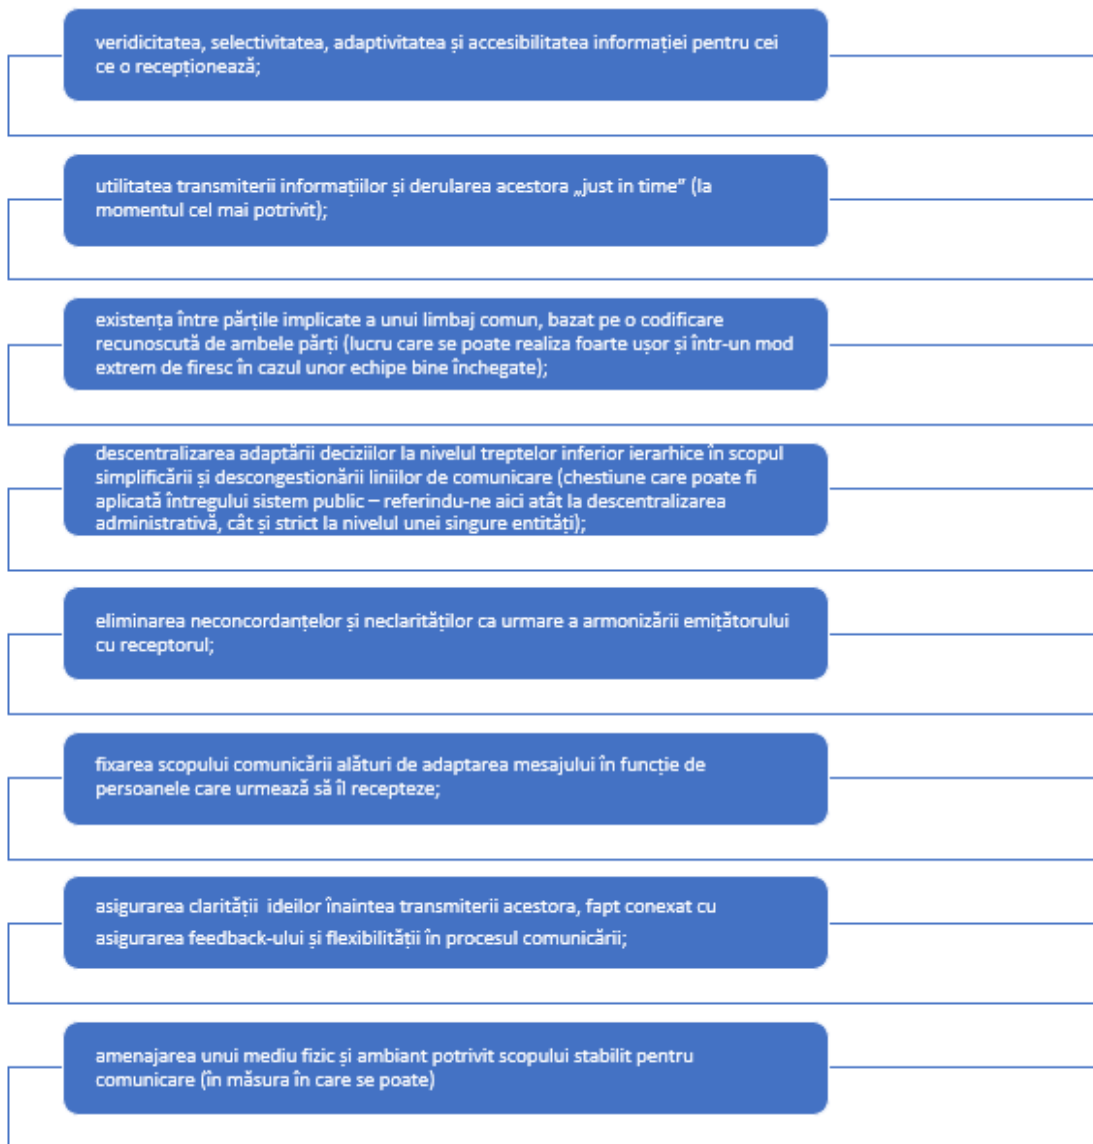 veridicitatea, selectivitatea, adaptivitatea și accesibilitatea informației pentru cei
ce o recepționează;
utilitatea transmiterii informațiilor și derularea acestora „just in time” (la
momentul cel mai potrivit);
existența între părțile implicate a unui limbaj comun, bazat pe o codificare
recunoscută de ambele părți (lucru care se poate realiza foarte ușor și într-un mod
extrem de firesc în cazul unor echipe bine închegate);
descentralizarea adaptării deciziilor la nivelul treptelor inferior ierarhice în scopul
simplificării și descongestionării liniilor de comunicare (chestiune care poate fi
aplicată întregului sistem public – referindu-ne aici atât la descentralizarea
administrativă, cât și strict la nivelul unei singure entități);
eliminarea neconcordanțelor și neclarităților ca urmare a armonizării emițătorului
cu receptorul;
fixarea scopului comunicării alături de adaptarea mesajului în funcție de
persoanele care urmează să îl recepteze;
asigurarea clarității  ideilor înaintea transmiterii acestora, fapt conexat cu
asigurarea feedback-ului și flexibilității în procesul comunicării;
amenajarea unui mediu fizic și ambiant potrivit scopului stabilit pentru
comunicare (în măsura în care se poate)